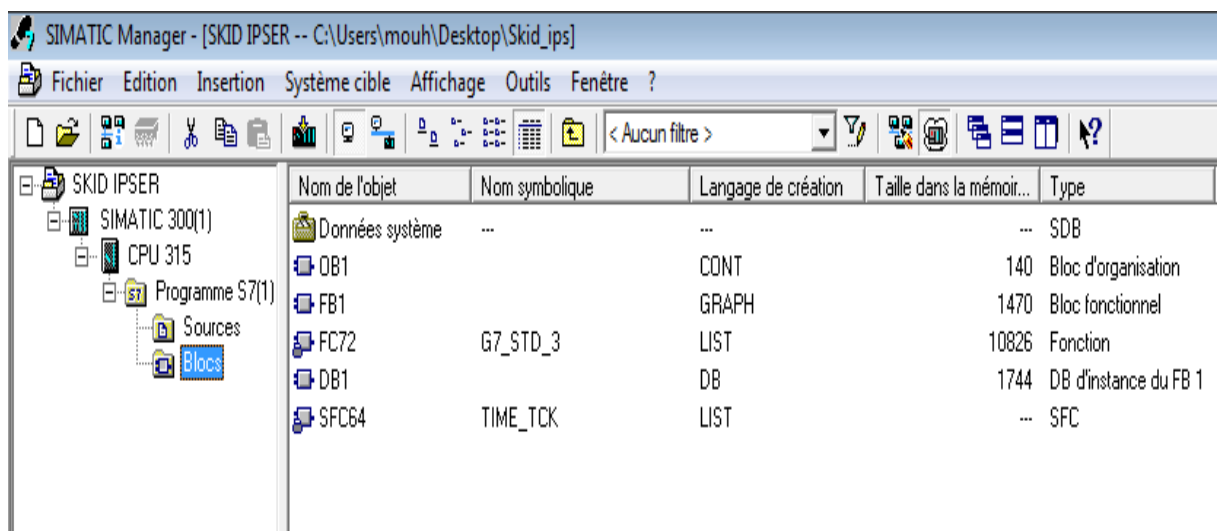 SIMATIC Manager - [SKID IPSER -- C:\Users\mouh\Desktop\Skid_ips]
Fichier Edition Insertion Système cible Affichage Outils Fenêtre ?
< Aucun filtre >
SKID IPSER
SIMATIC 300(1)
CPU 315
Programme S7(1)
Sources
Blocs
Nom de l'objet Nom symbolique Langage de création Taille dans la mémoir... Type
Données système --- --- --- SDB
OB1 CONT 140 Bloc d'organisation
FB1 GRAPH 1470 Bloc fonctionnel
FC72 G7_STD_3 LIST 10826 Fonction
DB1 DB 1744 DB d'instance du FB 1
SFC64 TIME_TCK LIST --- SFC